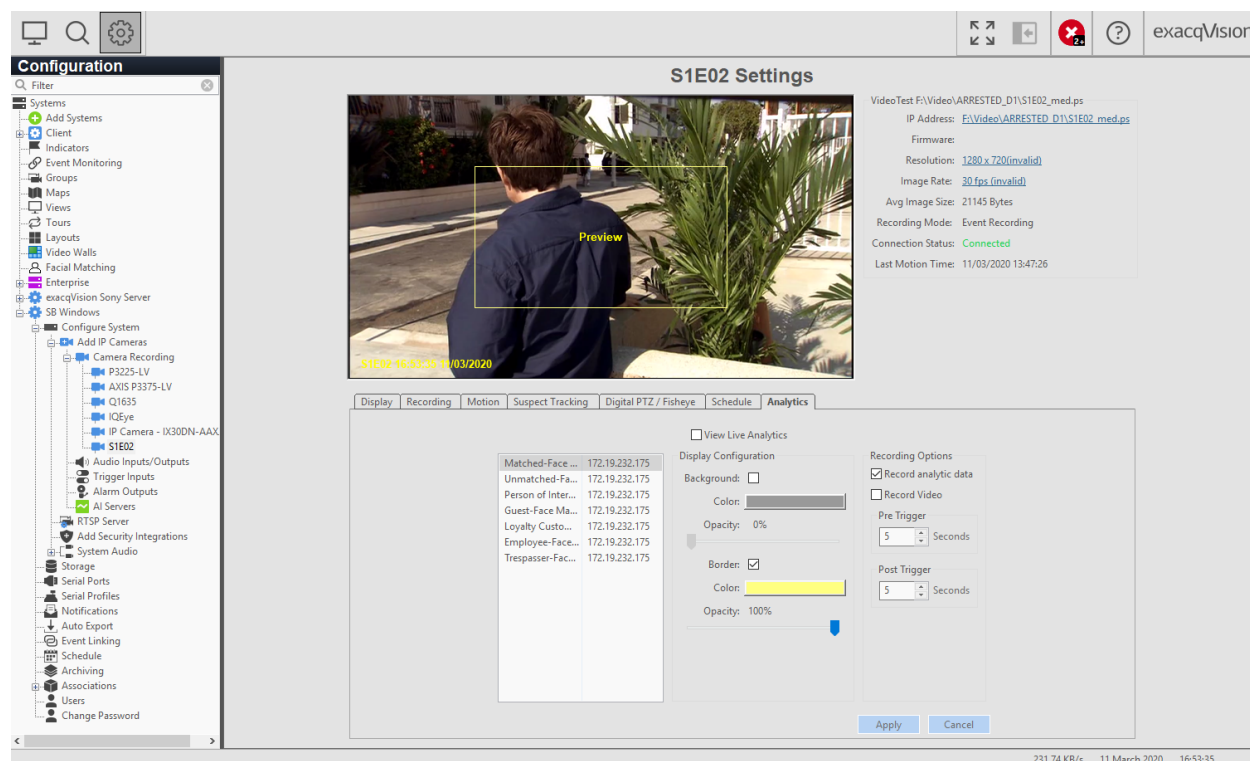 exacqVision
Configuration
Filter
Systems
Add Systems
Client
Indicators
Event Monitoring
Groups
Maps
Views
Tours
Layouts
Video Walls
Facial Matching
Enterprise
exacqVision Sony Server
SB Windows
Configure System
Add IP Cameras
Camera Recording
P3225-LV
AXIS P3375-LV
Q1635
IQEye
IP Camera - IX30DN-AAX
S1E02
Audio Inputs/Outputs
Trigger Inputs
Alarm Outputs
AI Servers
RTSP Server
Add Security Integrations
System Audio
Storage
Serial Ports
Serial Profiles
Notifications
Auto Export
Event Linking
Schedule
Archiving
Associations
Users
Change Password
S1E02 Settings
Preview
11/03/2020
VideoTest F:\Video\ARRESTED_D1\S1E02_med.ps
IP Address: F:\Video\ARRESTED_D1\S1E02_med.ps
Firmware:
Resolution: 1280 x 720(invalid)
Image Rate: 30 fps (invalid)
Avg Image Size: 21145 Bytes
Recording Mode: Event Recording
Connection Status: Connected
Last Motion Time: 11/03/2020 13:47:26
Display Recording Motion Suspect Tracking Digital PTZ / Fisheye Schedule Analytics
View Live Analytics
Matched-Face ... 172.19.232.175
Unmatched-Fa... 172.19.232.175
Person of Inter... 172.19.232.175
Guest-Face Ma... 172.19.232.175
Loyalty Custo... 172.19.232.175
Employee-Face... 172.19.232.175
Trespasser-Fac... 172.19.232.175
Display Configuration
Background:
Color:
Opacity: 0%
Border:
Color:
Opacity: 100%
Recording Options
Record analytic data
Record Video
Pre Trigger
5 Seconds
Post Trigger
5 Seconds
Apply Cancel
231.74 KB/s 11 March 2020 16:53:35